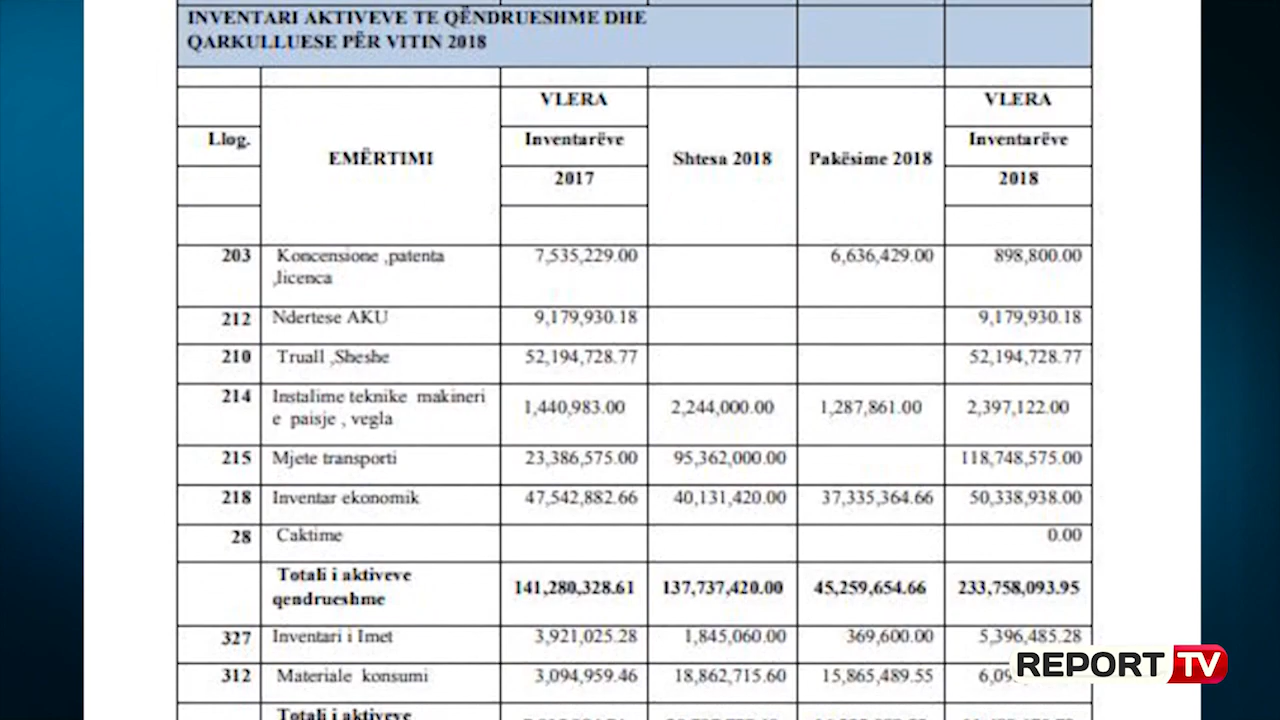 INVENTARI AKTIVEVE TE QËNDRUESHME DHE
QARKULLUESE PËR VITIN 2018
VLERA VLERA
Llog. EMËRTIMI Inventarëve Shtesa 2018 Pakësime 2018 Inventarëve
2017 2018
203 Koncensione ,patenta 7,535,229.00 6,636,429.00 898,800.00
,licenca
212 Ndertese AKU 9,179,930.18 9,179,930.18
210 Truall ,Sheshe 52,194,728.77 52,194,728.77
214 Instalime teknike makineri 1,440,983.00 2,244,000.00 1,287,861.00 2,397,122.00
e paisje , vegla
215 Mjete transporti 23,386,575.00 95,362,000.00 118,748,575.00
218 Inventar ekonomik 47,542,882.66 40,131,420.00 37,335,364.66 50,338,938.00
28 Caktime 0.00
Totali i aktiveve 141,280,328.61 137,737,420.00 45,259,654.66 233,758,093.95
qendrueshme
327 Inventari i Imet 3,921,025.28 1,845,060.00 369,600.00 5,396,485.28
312 Materiale konsumi 3,094,959.46 18,862,715.60 15,865,489.55
Totali i aktiveve
REPORT TV